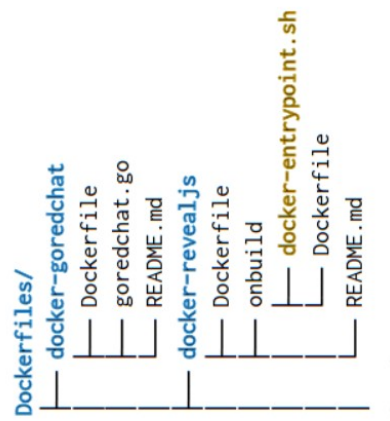 Dockerfiles/
docker-goredchat
Dockerfile
goredchat.go
README.md
docker-revealjs
Dockerfile
onbuild
docker-entrypoint.sh
Dockerfile
README.md